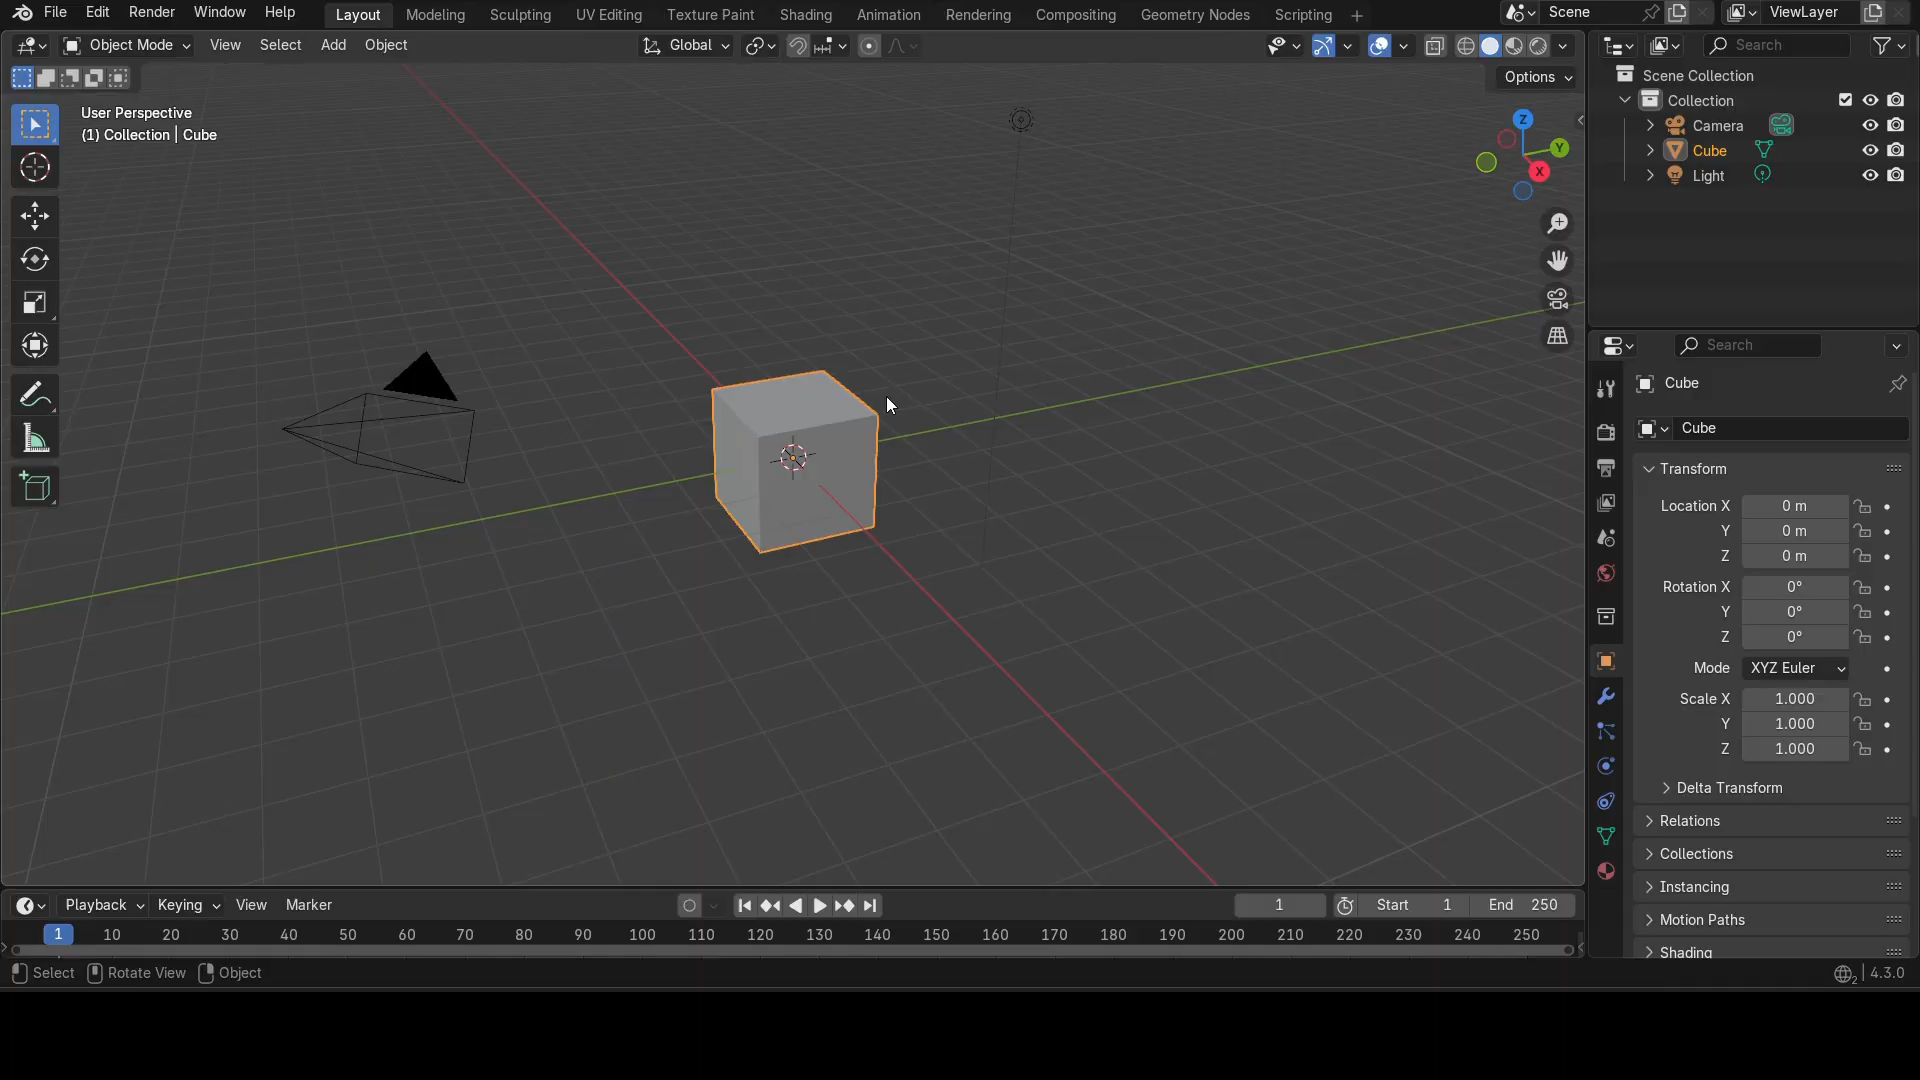 File Edit Render Window Help Layout Modeling Sculpting UV Editing Texture Paint Shading Animation Rendering Compositing Geometry Nodes Scripting + Scene ViewLayer
Object Mode View Select Add Object Global Search
Options
User Perspective
(1) Collection | Cube
Z
Y
X
Scene Collection
Collection
Camera
Cube
Light
Search
Cube
Cube
Transform
Location X 0 m
Y 0 m
Z 0 m
Rotation X 0°
Y 0°
Z 0°
Mode XYZ Euler
Scale X 1.000
Y 1.000
Z 1.000
Delta Transform
Relations
Collections
Instancing
Motion Paths
Shading
Playback Keying View Marker 1 Start 1 End 250
1 10 20 30 40 50 60 70 80 90 100 110 120 130 140 150 160 170 180 190 200 210 220 230 240 250
Select Rotate View Object 2 | 4.3.0